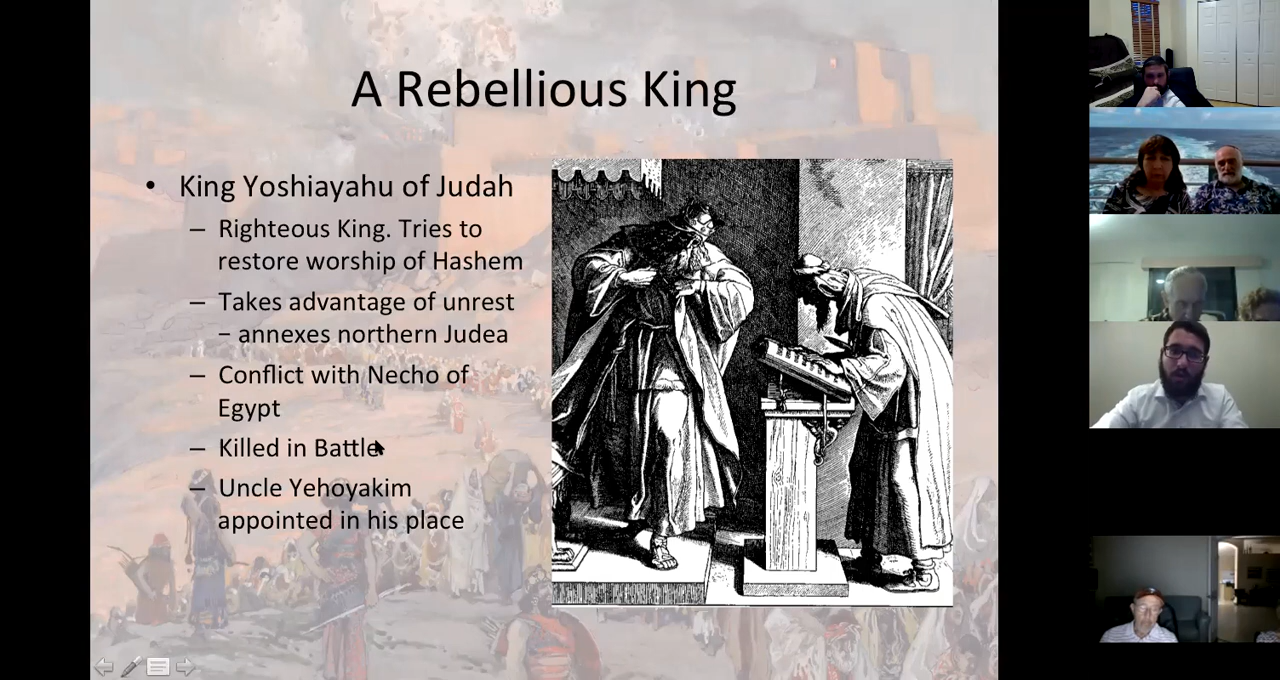 A Rebellious King
• King Yoshiayahu of Judah
– Righteous King. Tries to
restore worship of Hashem
– Takes advantage of unrest
– annexes northern Judea
– Conflict with Necho of
Egypt
– Killed in Battle
– Uncle Yehoyakim
appointed in his place